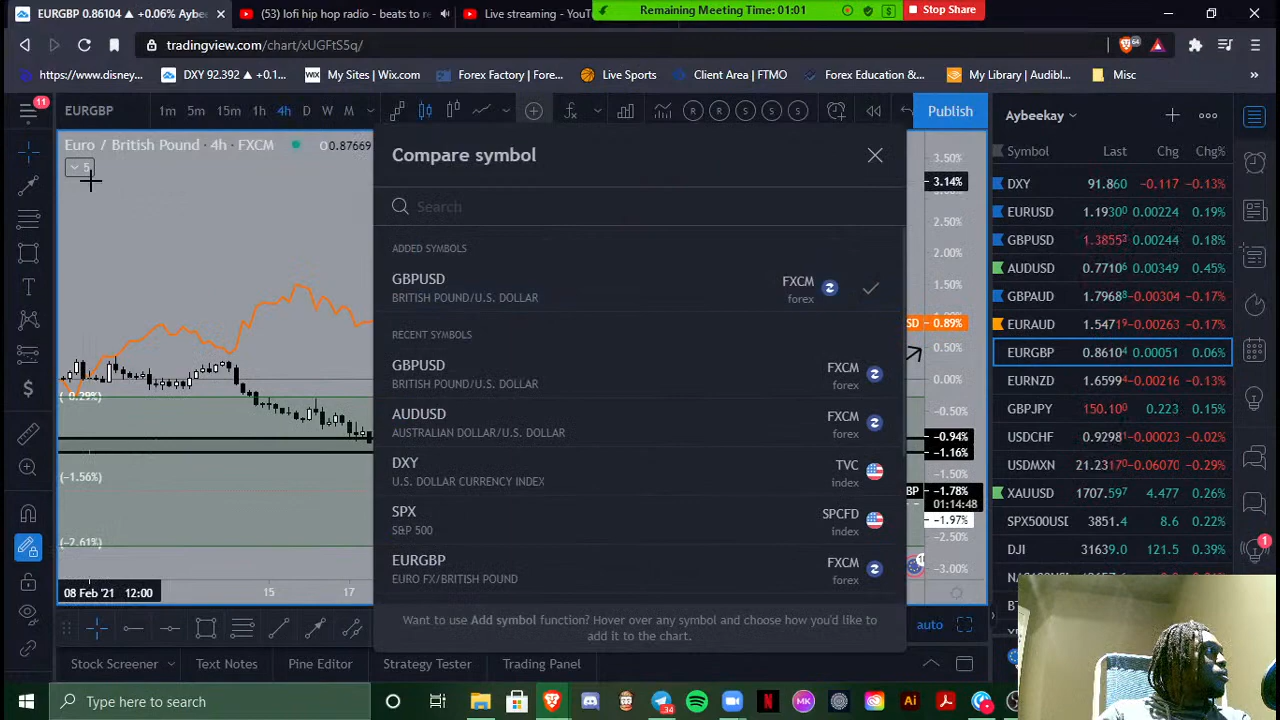 EURGBP 0.86104 ▲ +0.06% Aybee
(53) lofi hip hop radio - beats to re
Live streaming - YouT
Remaining Meeting Time: 01:01
Stop Share
tradingview.com/chart/xUGFtS5q/
64
https://www.disney...
DXY 92.392 ▲ +0.1...
My Sites | Wix.com
Forex Factory | Fore...
Live Sports
Client Area | FTMO
Forex Education &...
My Library | Audibl...
Misc
11
EURGBP
1m 5m 15m 1h 4h D W M
R R S S S
Publish
Aybeekay
Euro / British Pound · 4h · FXCM
O0.87669
5
Compare symbol
Search
ADDED SYMBOLS
GBPUSD
BRITISH POUND/U.S. DOLLAR
FXCM
forex
RECENT SYMBOLS
GBPUSD
BRITISH POUND/U.S. DOLLAR
FXCM
forex
AUDUSD
AUSTRALIAN DOLLAR/U.S. DOLLAR
FXCM
forex
DXY
U.S. DOLLAR CURRENCY INDEX
TVC
index
SPX
S&P 500
SPCFD
index
EURGBP
EURO FX/BRITISH POUND
FXCM
forex
Want to use Add symbol function? Hover over any symbol and choose how you'd like to
add it to the chart.
(-1.56%)
(-2.61%)
08 Feb '21 12:00
15
17
3.50%
3.14%
2.50%
2.00%
1.50%
SD 0.89%
0.50%
0.00%
-0.50%
-0.94%
-1.16%
-1.50%
BP -1.78%
01:14:48
-1.97%
-2.50%
-3.00%
auto
Symbol Last Chg Chg%
DXY 91.860 -0.117 -0.13%
EURUSD 1.1930⁰ 0.00224 0.19%
GBPUSD 1.3855² 0.00244 0.18%
AUDUSD 0.7710⁶ 0.00349 0.45%
GBPAUD 1.7968⁸ -0.00304 -0.17%
EURAUD 1.5471⁹ -0.00263 -0.17%
EURGBP 0.8610⁴ 0.00051 0.06%
EURNZD 1.6599⁴ -0.00216 -0.13%
GBPJPY 150.10⁰ 0.223 0.15%
USDCHF 0.9298¹ -0.00023 -0.02%
USDMXN 21.2317⁰ -0.06070 -0.29%
XAUUSD 1707.59⁷ 4.477 0.26%
SPX500USD 3851.4 8.6 0.22%
DJI 31639.0 121.5 0.39%
1
Stock Screener
Text Notes
Pine Editor
Strategy Tester
Trading Panel
Type here to search
34
N
MK
Ai